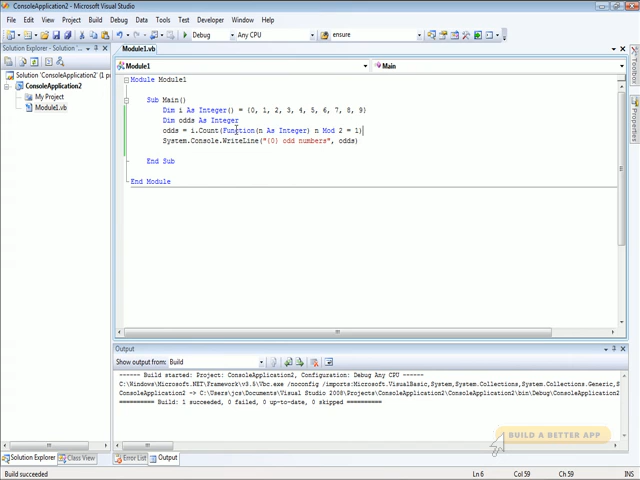 ConsoleApplication2 - Microsoft Visual Studio
File Edit View Project Build Debug Data Tools Test Analyze Developer Window Help
Debug Any CPU ensure
Solution Explorer - ConsoleApplication2
Module1.vb
Module1 Main
Solution 'ConsoleApplication2' (1 p
ConsoleApplication2
My Project
Module1.vb
Module Module1
Sub Main()
Dim i As Integer() = {0, 1, 2, 3, 4, 5, 6, 7, 8, 9}
Dim odds As Integer
odds = i.Count(Function(n As Integer) n Mod 2 = 1)
System.Console.WriteLine("{0} odd numbers", odds)
End Sub
End Module
Toolbox
Properties
Output
Show output from: Build
------ Build started: Project: ConsoleApplication2, Configuration: Debug Any CPU ------
C:\Windows\Microsoft.NET\Framework\v3.5\Vbc.exe /noconfig /imports:Microsoft.VisualBasic,System,System.Collections,System.Collections.Generic,S
ConsoleApplication2 -> C:\Users\jcs\Documents\Visual Studio 2008\Projects\ConsoleApplication2\ConsoleApplication2\bin\Debug\ConsoleApplication2
========== Build: 1 succeeded, 0 failed, 0 up-to-date, 0 skipped ==========
BUILD A BETTER APP
Solution Explorer Class View Error List Output
Build succeeded Ln 6 Col 59 Ch 59 INS